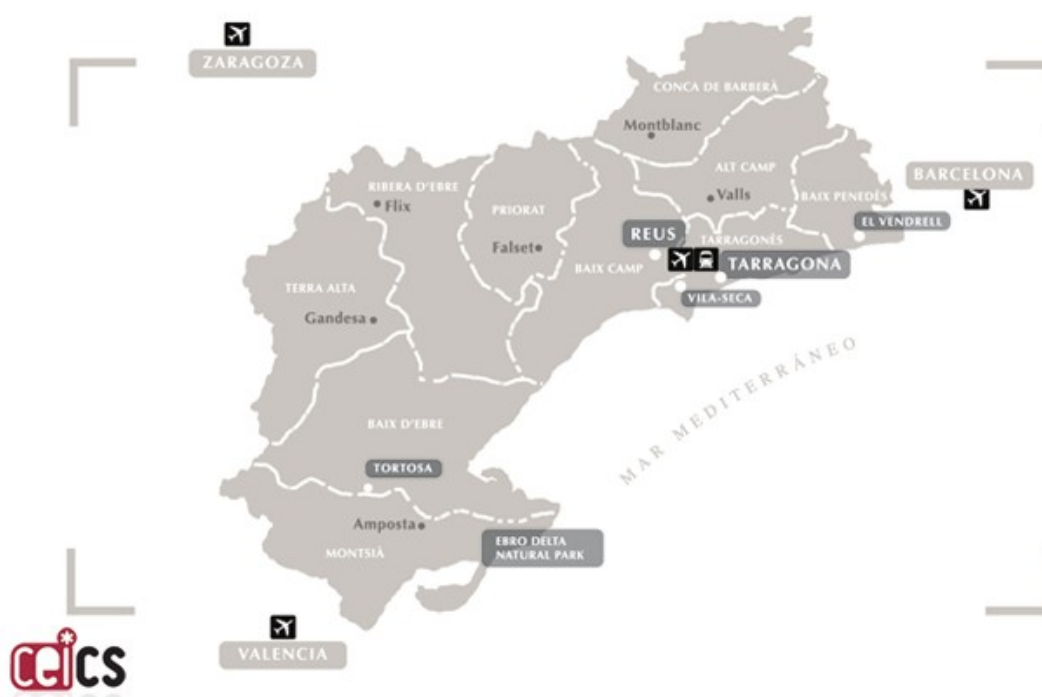 ZARAGOZA
CONCA DE BARBERÀ
Montblanc
ALT CAMP
Valls
BARCELONA
BAIX PENEDÈS
EL VENDRELL
RIBERA D'EBRE
Flix
PRIORAT
Falset
REUS
TARRAGONÈS
TARRAGONA
BAIX CAMP
VILA-SECA
TERRA ALTA
Gandesa
MAR MEDITERRÁNEO
BAIX D'EBRE
TORTOSA
Amposta
EBRO DELTA
NATURAL PARK
MONTSIÀ
VALENCIA
ceics